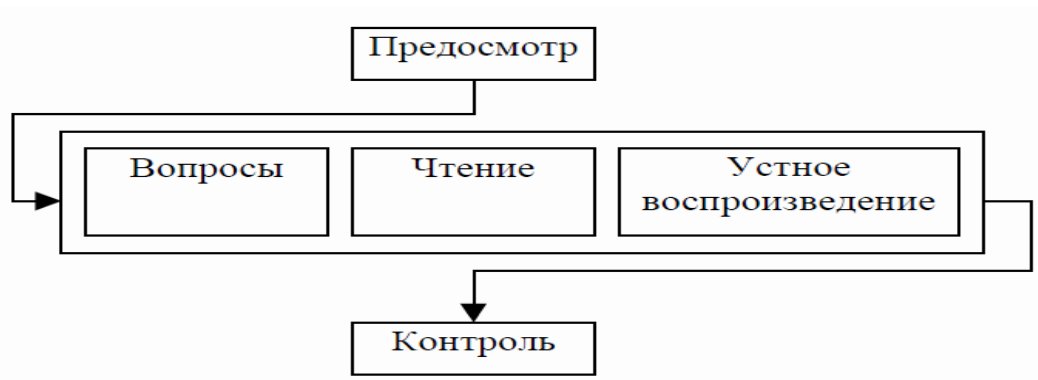 Предосмотр
Вопросы
Чтение
Устное
воспроизведение
Контроль